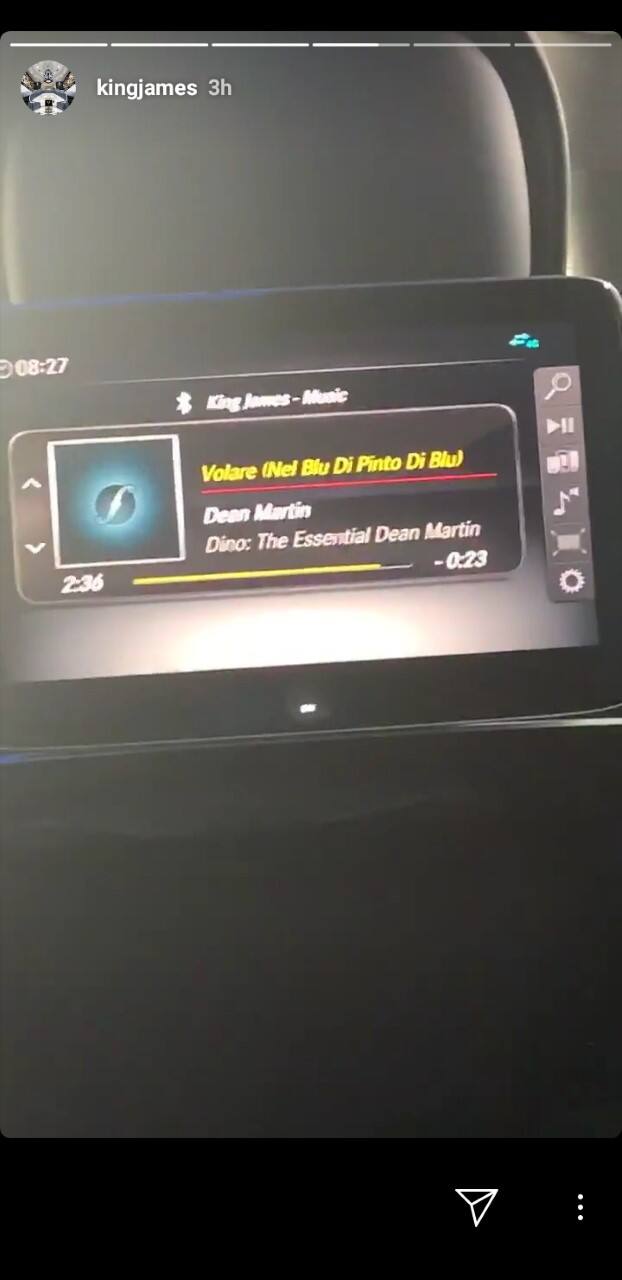 kingjames 3h
08:27
4G
King James - Music
Volare (Nel Blu Di Pinto Di Blu)
Dean Martin
Dino: The Essential Dean Martin
2:36 - 0:23